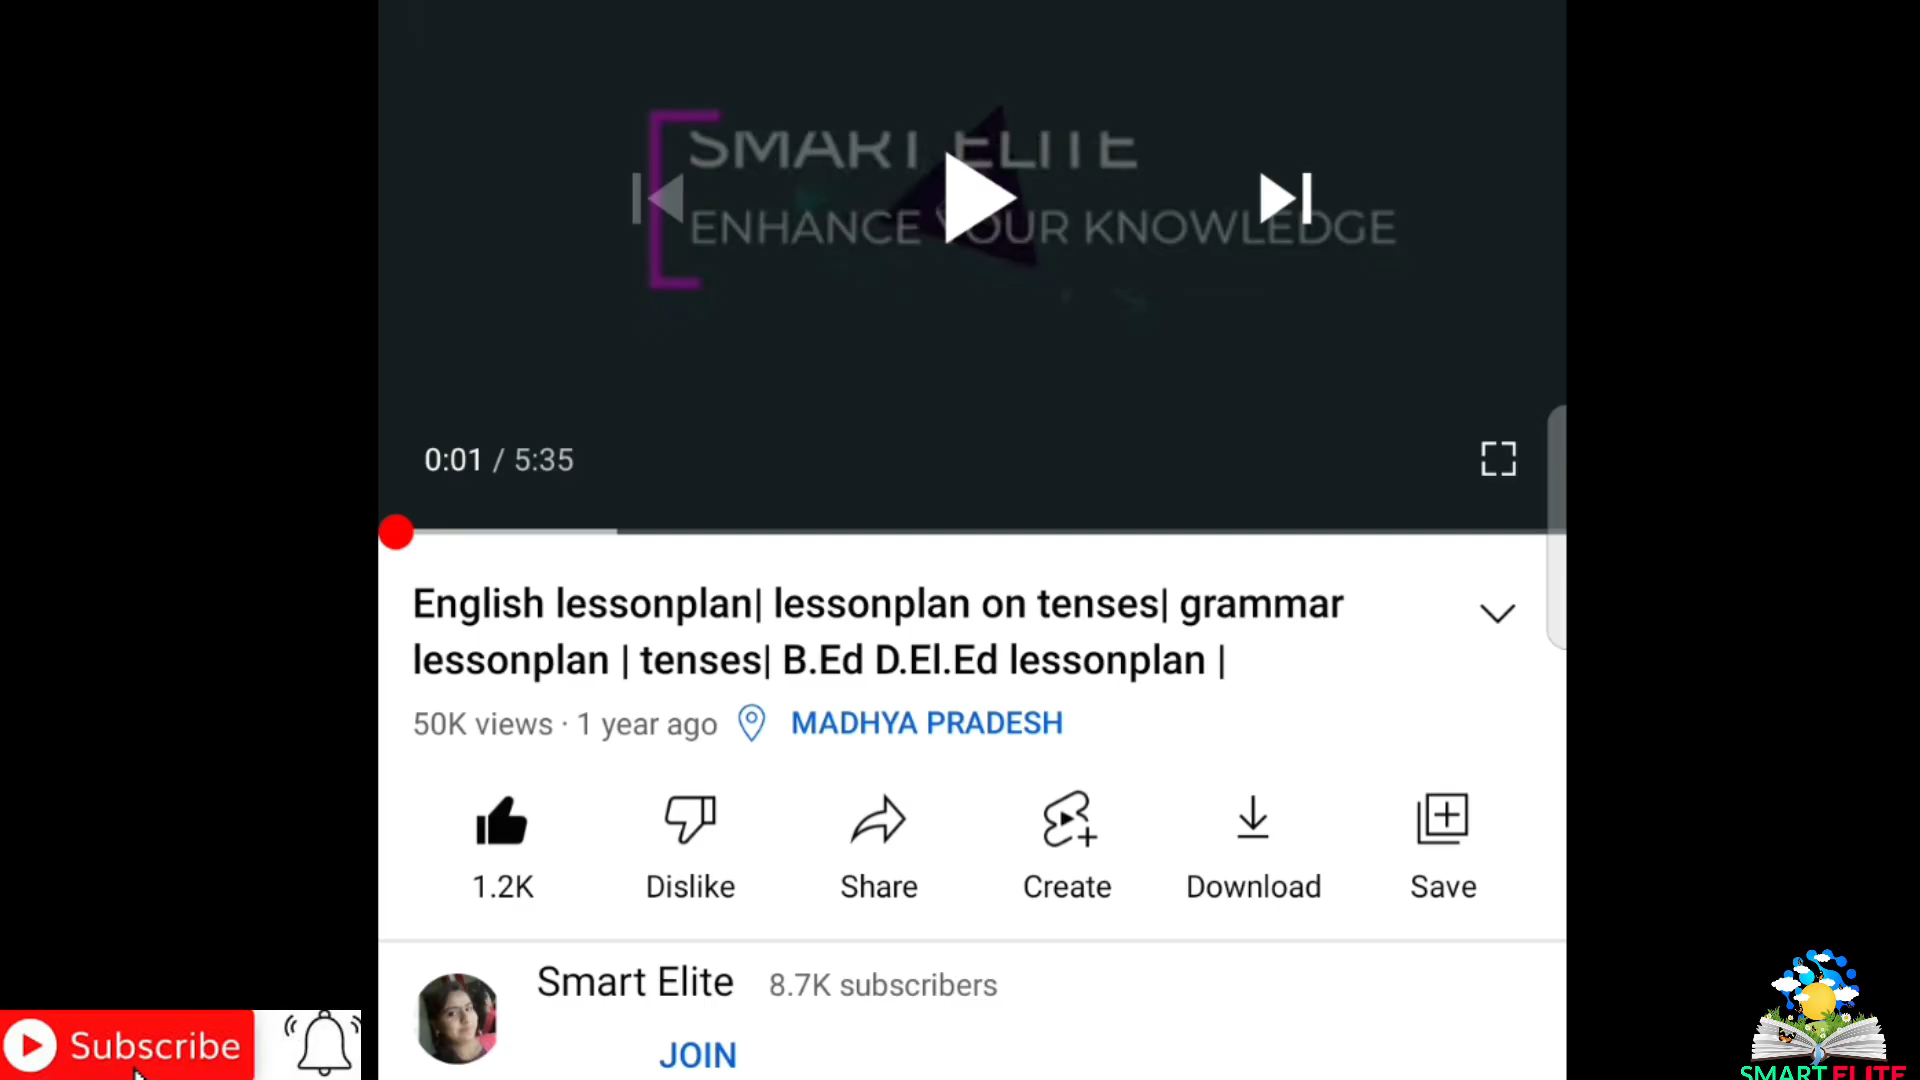 SMART ELITE
ENHANCE YOUR KNOWLEDGE
0:01 / 5:35
English lessonplan| lessonplan on tenses| grammar
lessonplan | tenses| B.Ed D.El.Ed lessonplan |
50K views · 1 year ago MADHYA PRADESH
1.2K Dislike Share Create Download Save
Smart Elite 8.7K subscribers
JOIN
Subscribe
SMART ELITE